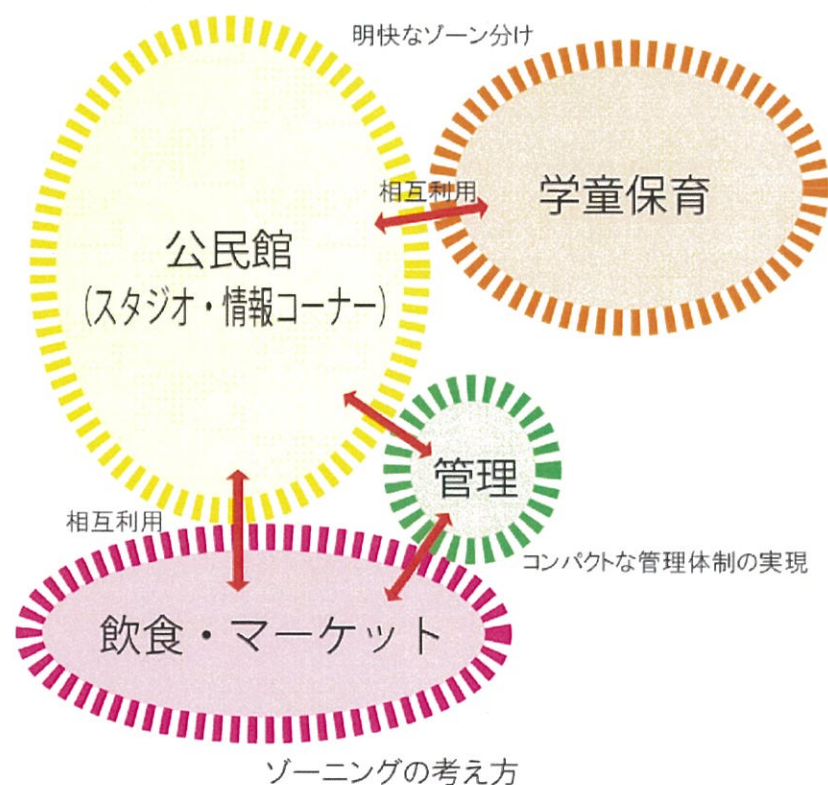 明快なゾーン分け
相互利用
学童保育
公民館
(スタジオ・情報コーナー)
管理
相互利用
コンパクトな管理体制の実現
飲食・マーケット
ゾーニングの考え方